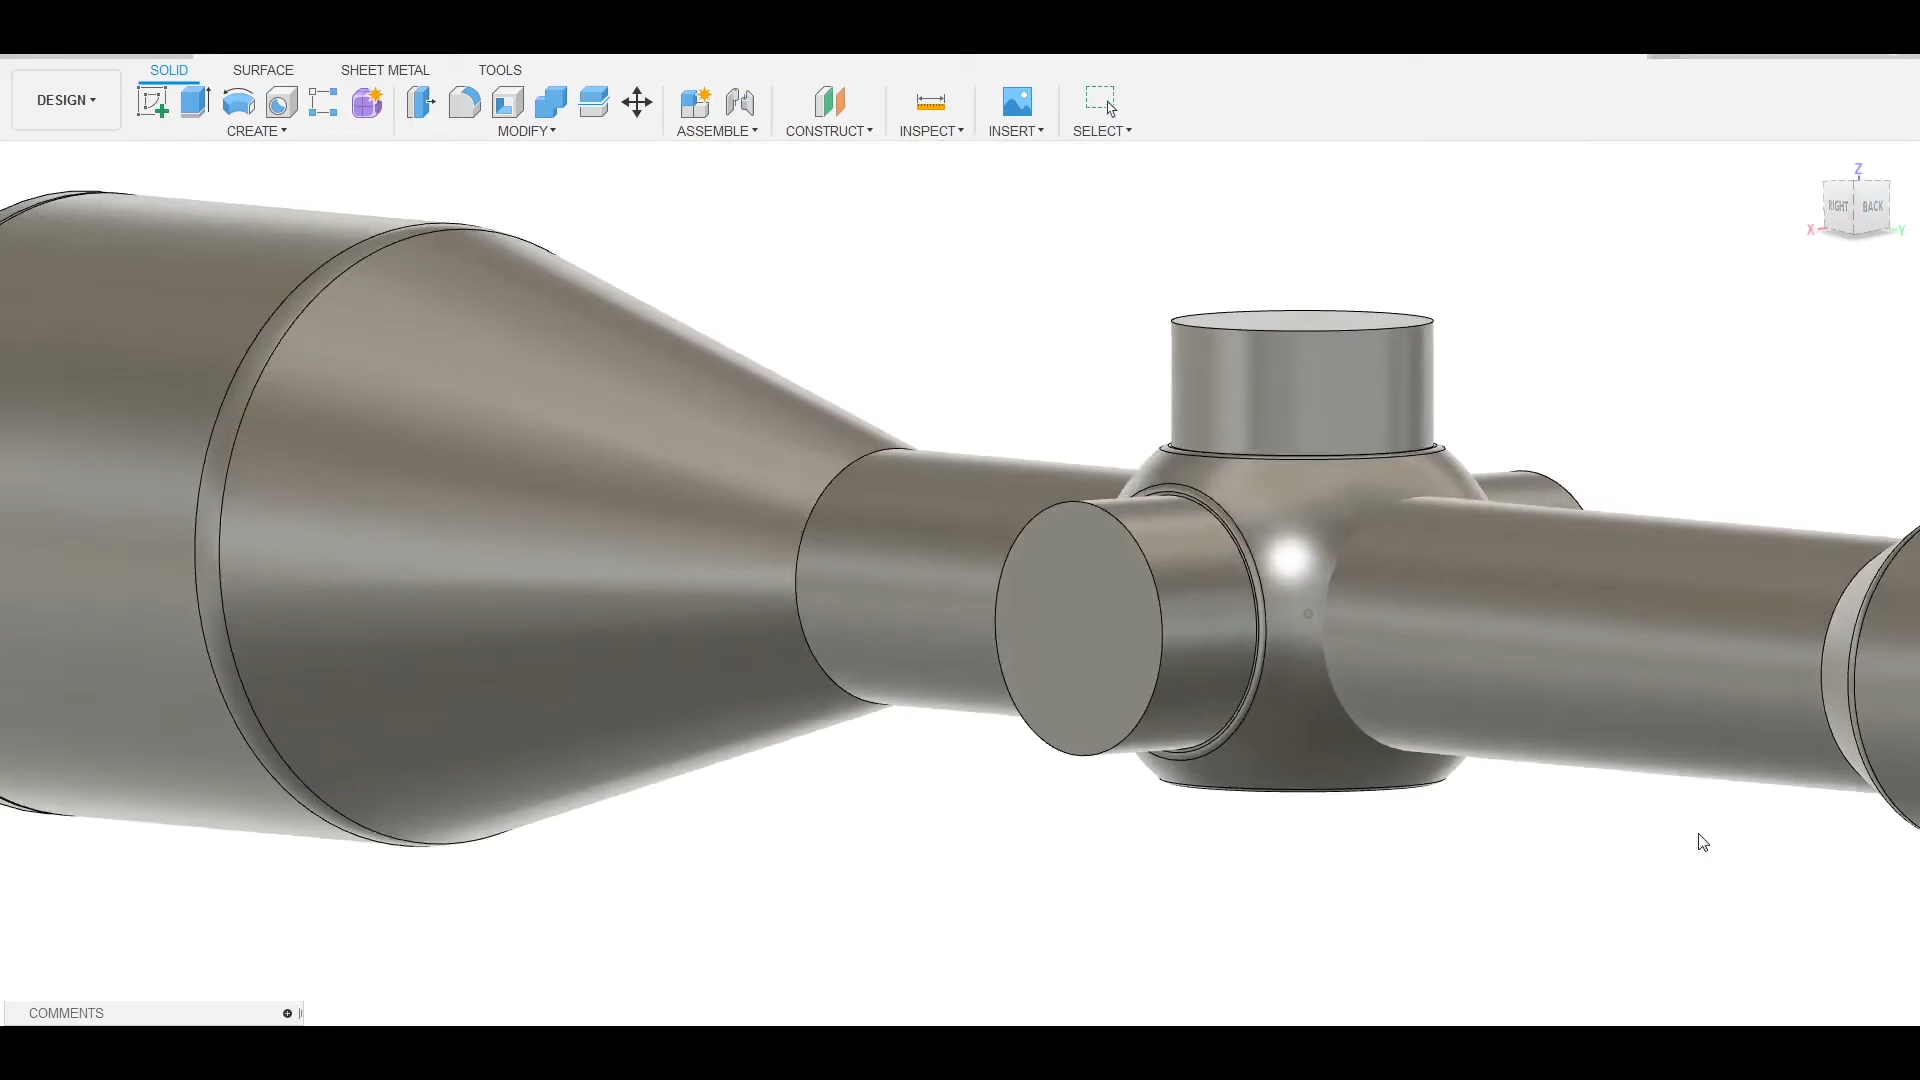 SOLID SURFACE SHEET METAL TOOLS
DESIGN
CREATE MODIFY ASSEMBLE CONSTRUCT INSPECT INSERT SELECT
Z
RIGHT BACK
X Y
COMMENTS